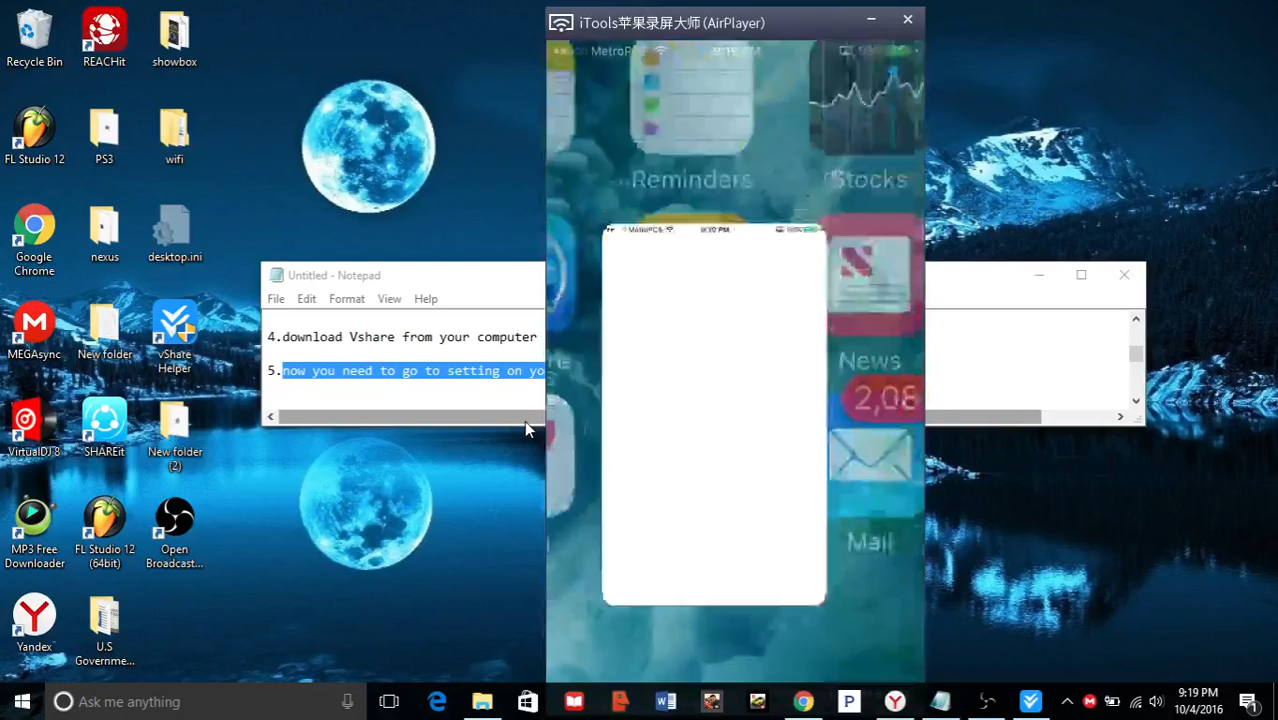 iTools苹果录屏大师(AirPlayer)
Recycle Bin
REACHit
showbox
FL Studio 12
PS3
wifi
Google
Chrome
nexus
desktop.ini
MEGAsync
New folder
vShare
Helper
VirtualDJ 8
SHAREit
New folder
(2)
MP3 Free
Downloader
FL Studio 12
(64bit)
Open
Broadcast...
Yandex
U.S
Governme...
Untitled - Notepad
File Edit Format View Help
4.download Vshare from your computer
5.now you need to go to setting on yo
Reminders
Stocks
News
2,08
Mail
Ask me anything
9:19 PM
10/4/2016